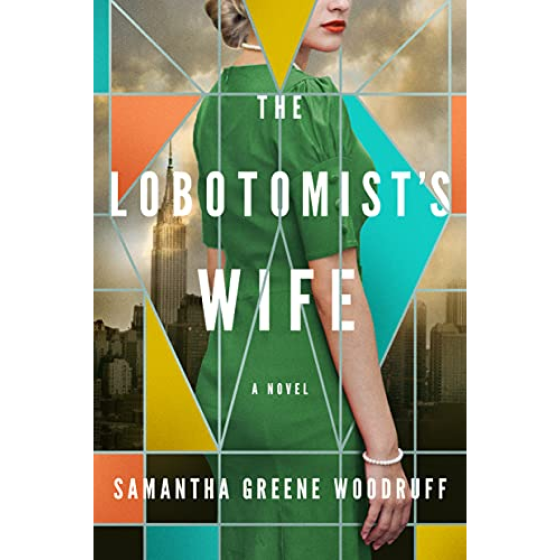 THE
LOBOTOMIST'S
WIFE
A NOVEL
SAMANTHA GREENE WOODRUFF